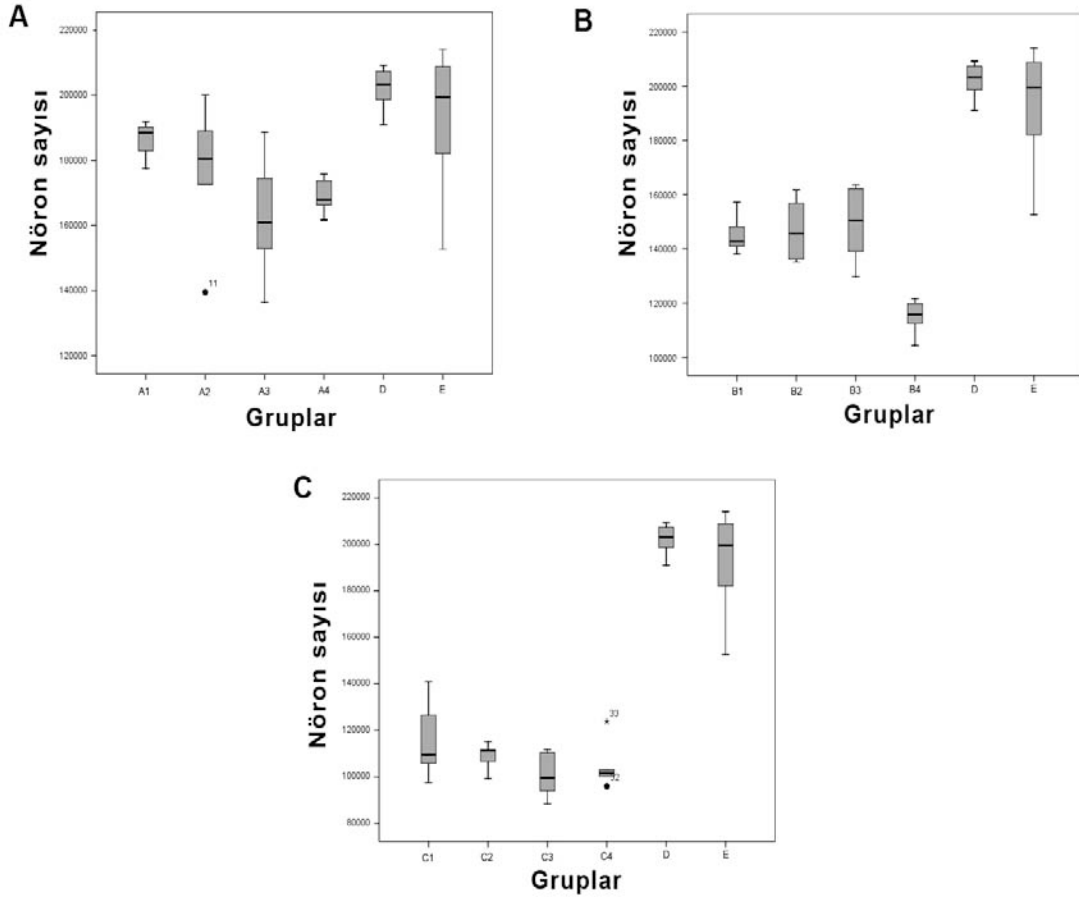 A
220000
200000
180000
160000
140000
120000
11
A1 A2 A3 A4 D E
Nöron sayısı
Gruplar
B
220000
200000
180000
160000
140000
120000
100000
B1 B2 B3 B4 D E
Nöron sayısı
Gruplar
C
220000
200000
180000
160000
140000
120000
100000
80000
33
32
C1 C2 C3 C4 D E
Nöron sayısı
Gruplar